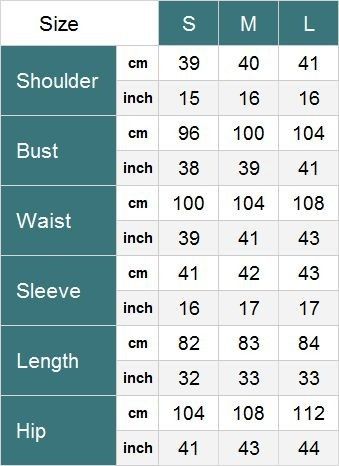 Size S M L
Shoulder cm 39 40 41
inch 15 16 16
Bust cm 96 100 104
inch 38 39 41
Waist cm 100 104 108
inch 39 41 43
Sleeve cm 41 42 43
inch 16 17 17
Length cm 82 83 84
inch 32 33 33
Hip cm 104 108 112
inch 41 43 44